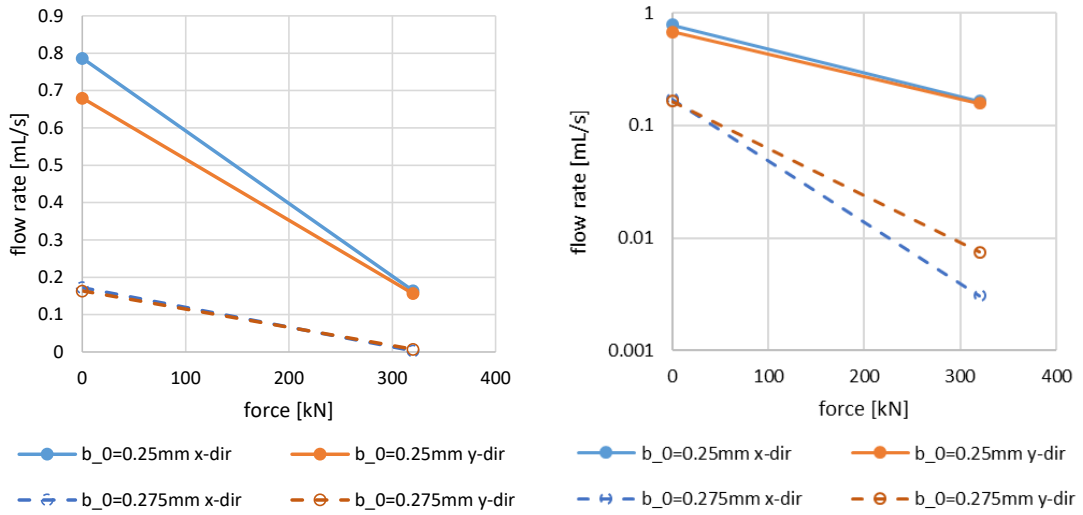 0.9
0.8
0.7
0.6
0.5
0.4
0.3
0.2
0.1
0
flow rate [mL/s]
0 100 200 300 400
force [kN]
b_0=0.25mm x-dir
b_0=0.25mm y-dir
b_0=0.275mm x-dir
b_0=0.275mm y-dir
1
0.1
0.01
0.001
flow rate [mL/s]
0 100 200 300 400
force [kN]
b_0=0.25mm x-dir
b_0=0.25mm y-dir
b_0=0.275mm x-dir
b_0=0.275mm y-dir